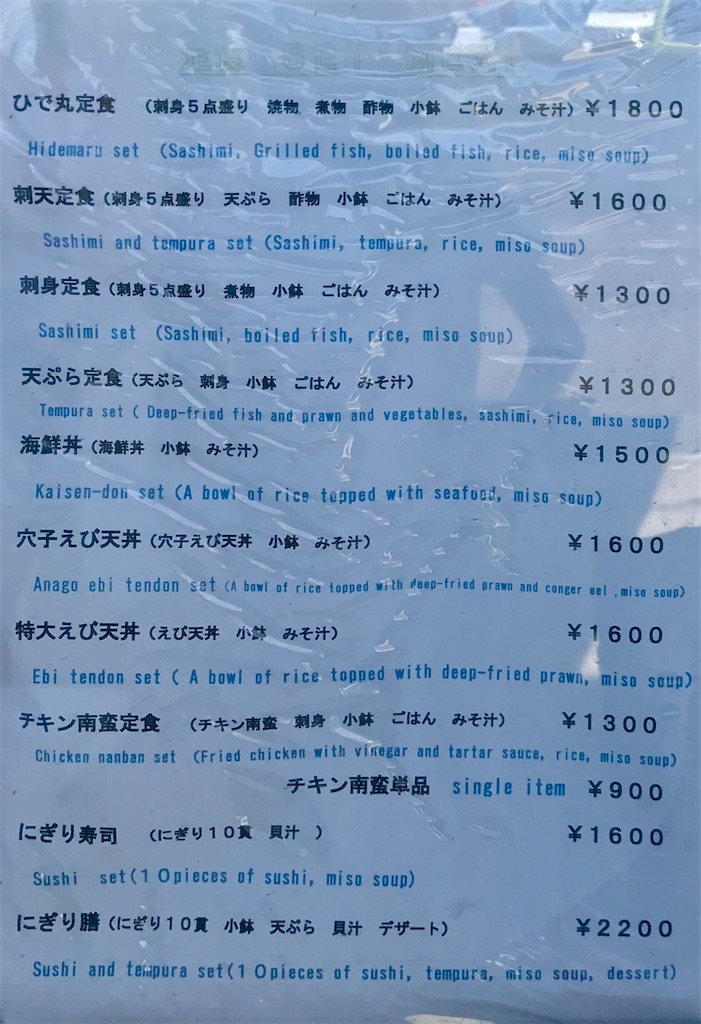 定食 SET MEAL
ひで丸定食 (刺身5点盛り 焼物 煮物 酢物 小鉢 ごはん みそ汁) ¥1800
Hidemaru set (Sashimi, Grilled fish, boiled fish, rice, miso soup)
刺天定食(刺身5点盛り 天ぷら 酢物 小鉢 ごはん みそ汁) ¥1600
Sashimi and tempura set (Sashimi, tempura, rice, miso soup)
刺身定食(刺身5点盛り 煮物 小鉢 ごはん みそ汁) ¥1300
Sashimi set (Sashimi, boiled fish, rice, miso soup)
天ぷら定食(天ぷら 刺身 小鉢 ごはん みそ汁) ¥1300
Tempura set ( Deep-fried fish and prawn and vegetables, sashimi, rice, miso soup)
海鮮丼(海鮮丼 小鉢 みそ汁) ¥1500
Kaisen-don set (A bowl of rice topped with seafood, miso soup)
穴子えび天丼(穴子えび天丼 小鉢 みそ汁) ¥1600
Anago ebi tendon set (A bowl of rice topped with deep-fried prawn and conger eel ,miso soup)
特大えび天丼(えび天丼 小鉢 みそ汁) ¥1600
Ebi tendon set ( A bowl of rice topped with deep-fried prawn, miso soup)
チキン南蛮定食 (チキン南蛮 刺身 小鉢 ごはん みそ汁) ¥1300
Chicken nanban set (Fried chicken with vinegar and tartar sauce, rice, miso soup)
チキン南蛮単品 single item ¥900
にぎり寿司 (にぎり10貫 貝汁 ) ¥1600
Sushi set(10pieces of sushi, miso soup)
にぎり膳(にぎり10貫 小鉢 天ぷら 貝汁 デザート) ¥2200
Sushi and tempura set(10pieces of sushi, tempura, miso soup, dessert)